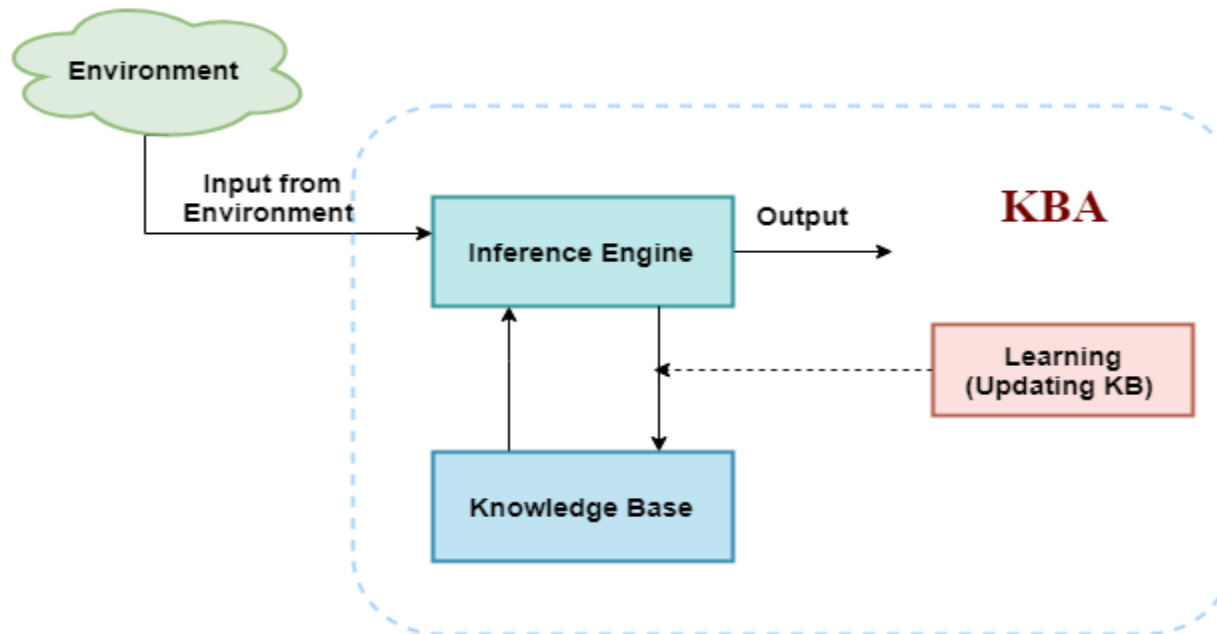 Environment
Input from
Environment
Inference Engine
Output
KBA
Learning
(Updating KB)
Knowledge Base